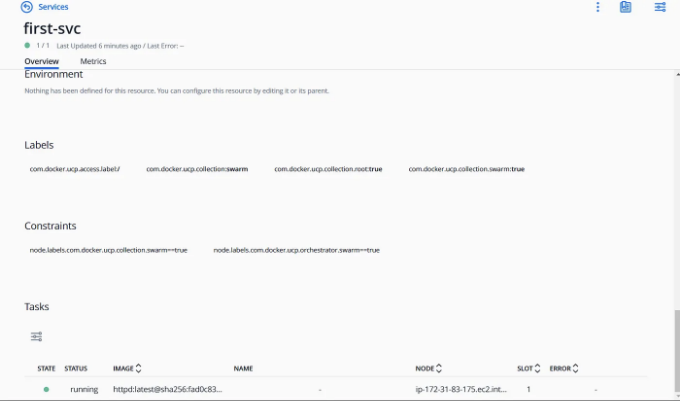 Services
first-svc
1 / 1 Last Updated 6 minutes ago / Last Error: --
Overview Metrics
Environment
Nothing has been defined for this resource. You can configure this resource by editing it or its parent.
Labels
com.docker.ucp.access.label:/ com.docker.ucp.collection:swarm com.docker.ucp.collection.root:true com.docker.ucp.collection.swarm:true
Constraints
node.labels.com.docker.ucp.collection.swarm==true node.labels.com.docker.ucp.orchestrator.swarm==true
Tasks
STATE STATUS IMAGE NAME NODE SLOT ERROR
running httpd:latest@sha256:fad0c83... - ip-172-31-83-175.ec2.int... 1 -